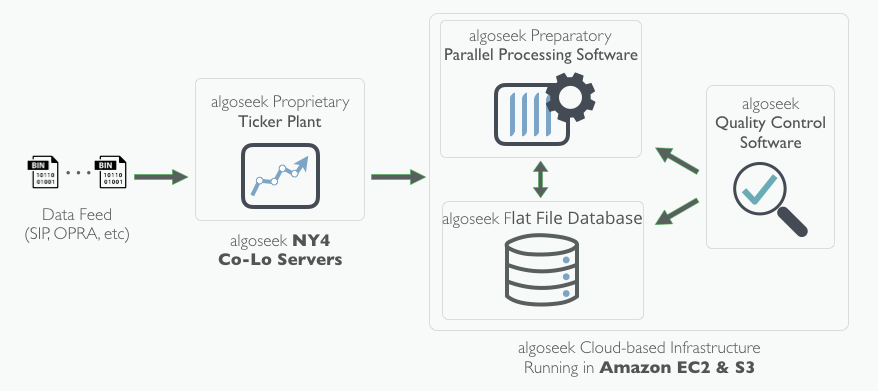 BIN
10110
01001
BIN
10110
01001
Data Feed
(SIP, OPRA, etc)
algoseek Proprietary
Ticker Plant
algoseek NY4
Co-Lo Servers
algoseek Preparatory
Parallel Processing Software
algoseek Flat File Database
algoseek
Quality Control
Software
algoseek Cloud-based Infrastructure
Running in Amazon EC2 & S3